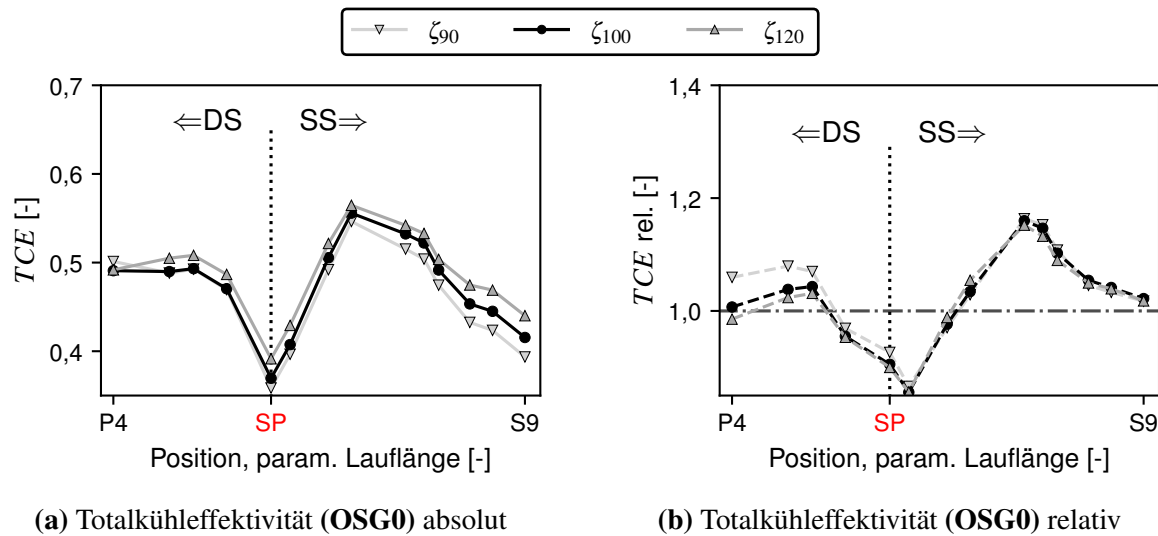 ζ90 ζ100 ζ120
0,7
0,6
0,5
0,4
TCE [-]
⇐DS SS⇒
P4 SP S9
Position, param. Lauflänge [-]
(a) Totalkühleffektivität (OSG0) absolut
1,4
1,2
1,0
TCE rel. [-]
⇐DS SS⇒
P4 SP S9
Position, param. Lauflänge [-]
(b) Totalkühleffektivität (OSG0) relativ